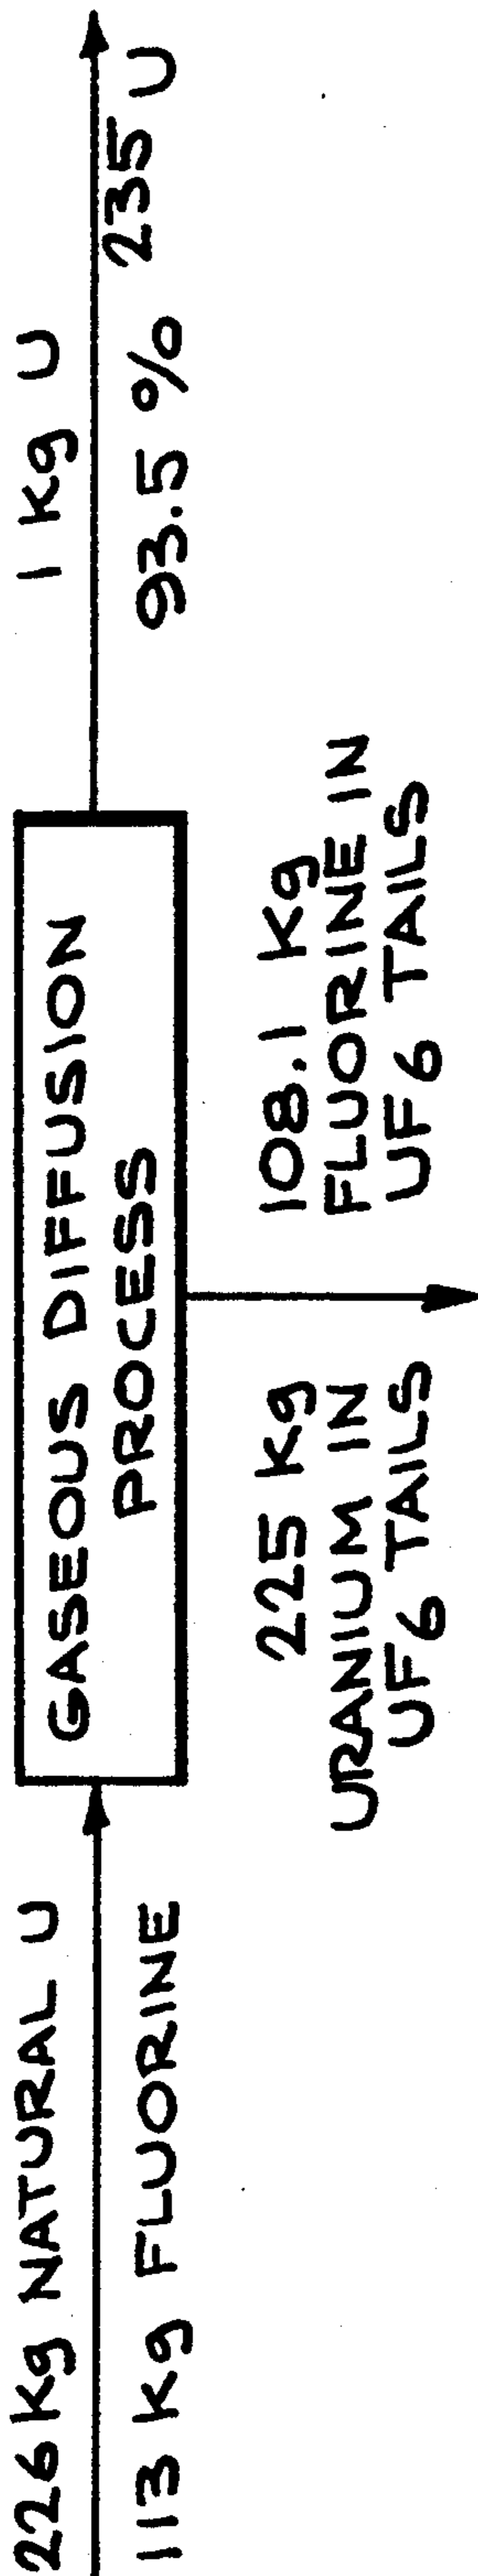 226 Kg NATURAL U
113 Kg FLUORINE
GASEOUS DIFFUSION
PROCESS
1 Kg U
93.5 % 235 U
225 Kg
URANIUM IN
UF6 TAILS
108.1 Kg
FLUORINE IN
UF6 TAILS